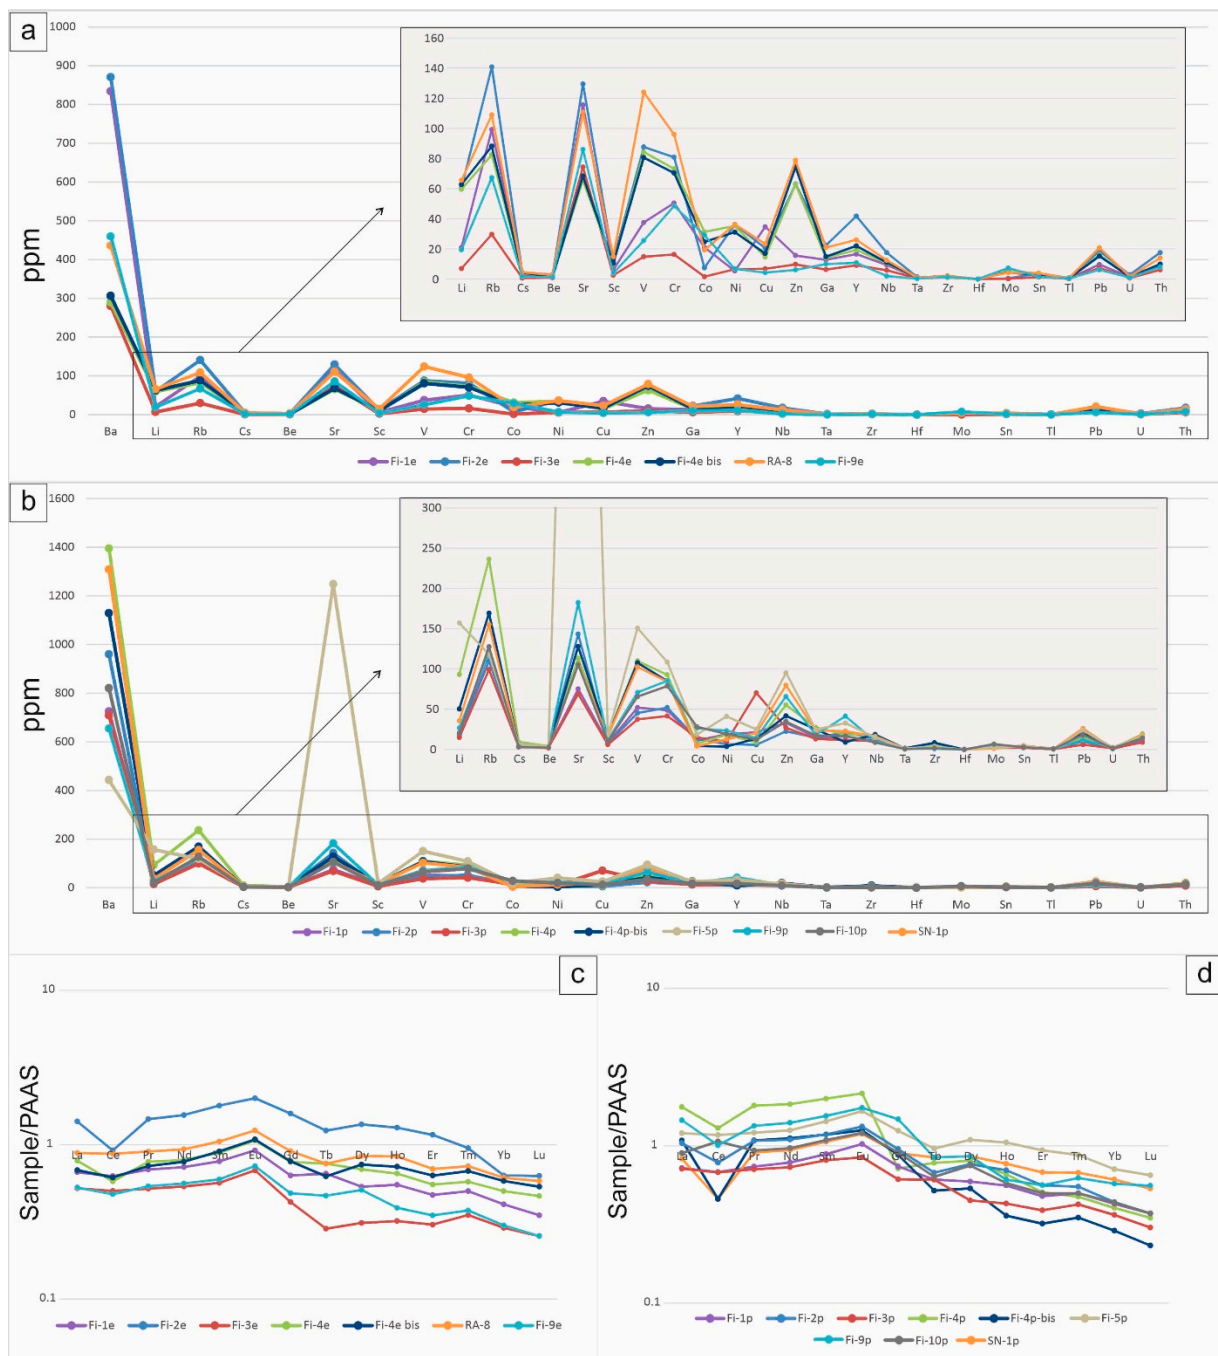 a
1000
900
800
700
600
500
400
300
200
100
0
ppm
160
140
120
100
80
60
40
20
0
Li Rb Cs Be Sr Sc V Cr Co Ni Cu Zn Ga Y Nb Ta Zr Hf Mo Sn Tl Pb U Th
Ba Li Rb Cs Be Sr Sc V Cr Co Ni Cu Zn Ga Y Nb Ta Zr Hf Mo Sn Tl Pb U Th
Fi-1e Fi-2e Fi-3e Fi-4e Fi-4e bis RA-8 Fi-9e
b
1600
1400
1200
1000
800
600
400
200
0
ppm
300
250
200
150
100
50
0
Li Rb Cs Be Sr Sc V Cr Co Ni Cu Zn Ga Y Nb Ta Zr Hf Mo Sn Tl Pb U Th
Ba Li Rb Cs Be Sr Sc V Cr Co Ni Cu Zn Ga Y Nb Ta Zr Hf Mo Sn Tl Pb U Th
Fi-1p Fi-2p Fi-3p Fi-4p Fi-4p-bis Fi-5p Fi-9p Fi-10p SN-1p
c
10
1
0.1
Sample/PAAS
La Ce Pr Nd Sm Eu Gd Tb Dy Ho Er Tm Yb Lu
Fi-1e Fi-2e Fi-3e Fi-4e Fi-4e bis RA-8 Fi-9e
d
10
1
0.1
Sample/PAAS
La Ce Pr Nd Sm Eu Gd Tb Dy Ho Er Tm Yb Lu
Fi-1p Fi-2p Fi-3p Fi-4p Fi-4p-bis Fi-5p
Fi-9p Fi-10p SN-1p